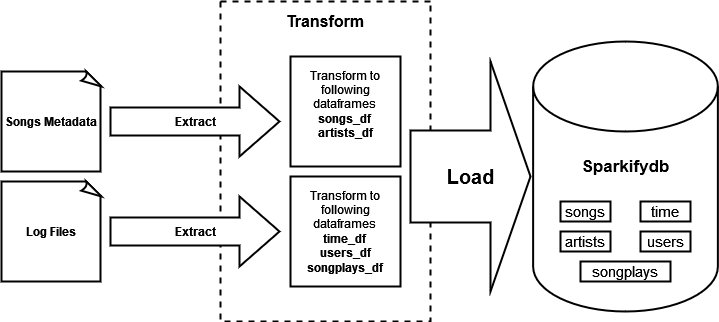 Transform
Songs Metadata
Extract
Transform to
following
dataframes
songs_df
artists_df
Log Files
Extract
Transform to
following
dataframes
time_df
users_df
songplays_df
Load
Sparkifydb
songs
time
artists
users
songplays